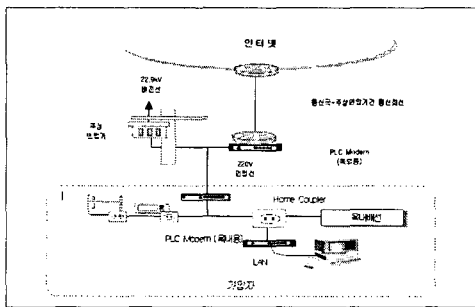 인터넷
22.9kV
배전선
주상
변압기
통신국-주상변압기간 통신회선
220V
인입선
PLC Modem
(옥외용)
Home Coupler
옥내배선
PLC Modem (옥내용)
LAN
가입자